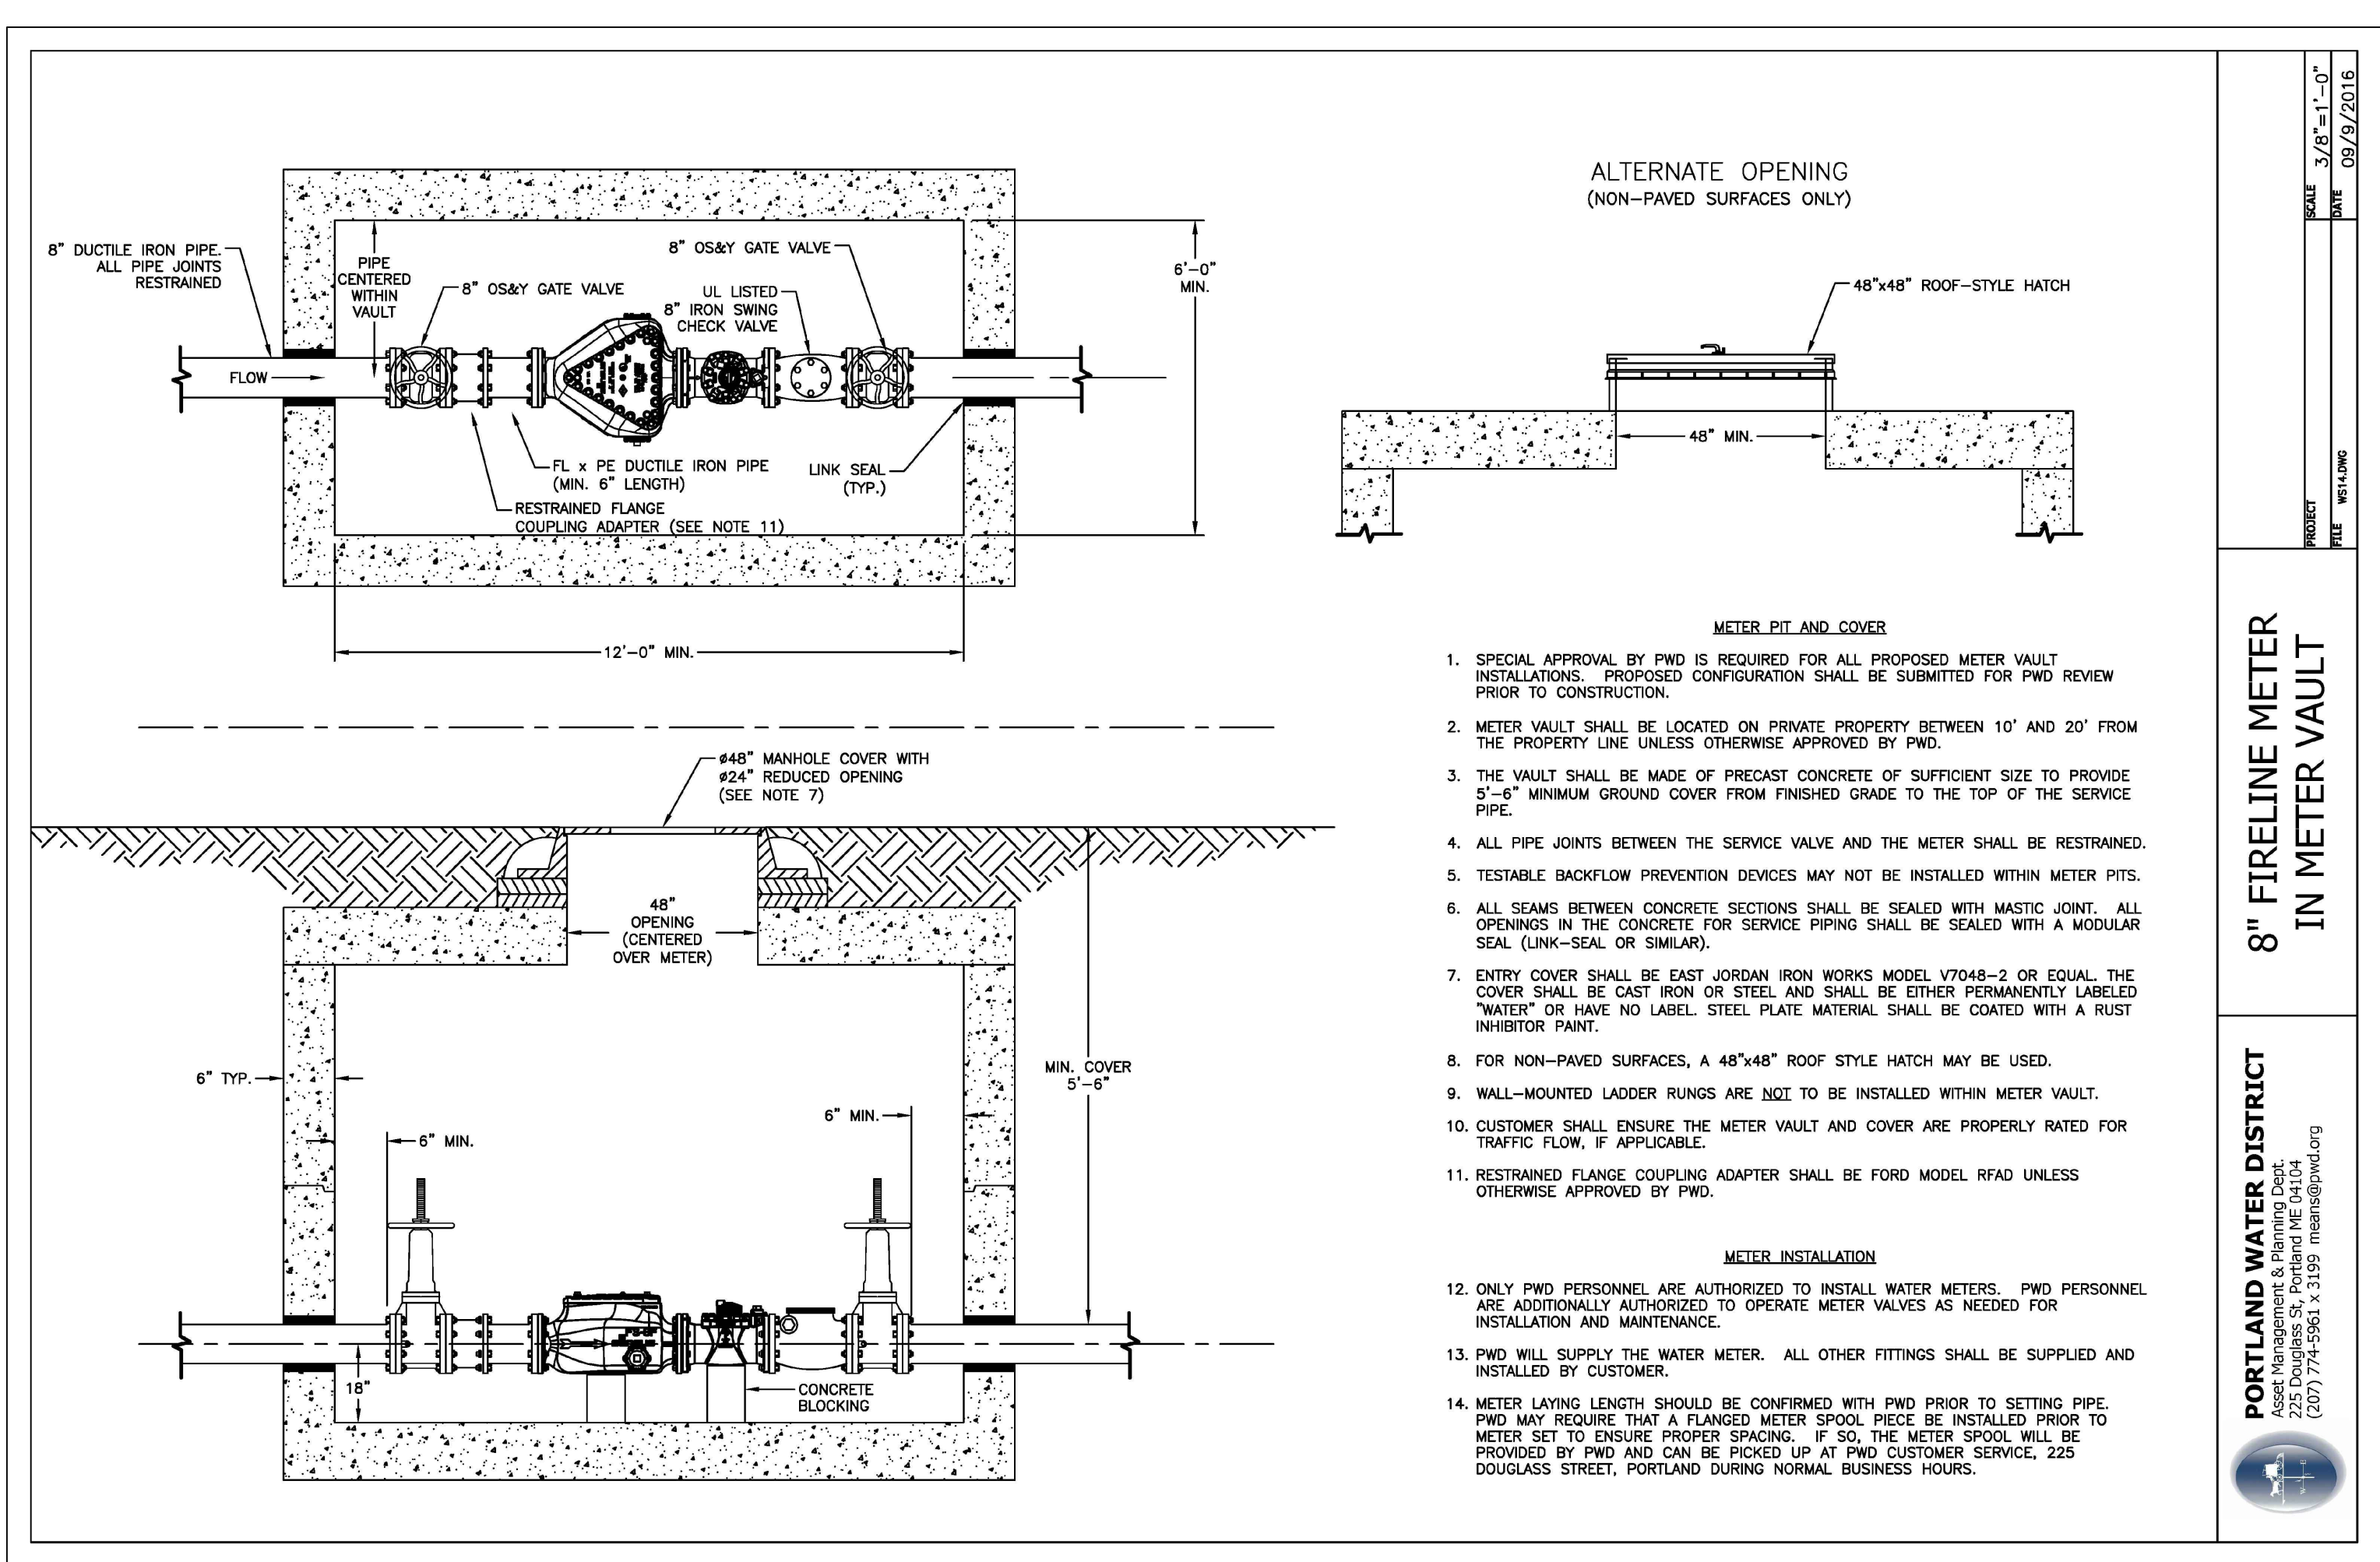 8" DUCTILE IRON PIPE.
ALL PIPE JOINTS
RESTRAINED
PIPE
CENTERED
WITHIN
VAULT
8" OS&Y GATE VALVE
8" OS&Y GATE VALVE
UL LISTED
8" IRON SWING
CHECK VALVE
6'-0"
MIN.
FLOW
FL x PE DUCTILE IRON PIPE
(MIN. 6" LENGTH)
LINK SEAL
(TYP.)
RESTRAINED FLANGE
COUPLING ADAPTER (SEE NOTE 11)
12'-0" MIN.
ø48" MANHOLE COVER WITH
ø24" REDUCED OPENING
(SEE NOTE 7)
48"
OPENING
(CENTERED
OVER METER)
6" TYP.
MIN. COVER
5'-6"
6" MIN.
6" MIN.
18"
CONCRETE
BLOCKING
ALTERNATE OPENING
(NON-PAVED SURFACES ONLY)
48"x48" ROOF-STYLE HATCH
48" MIN.
METER PIT AND COVER
1. SPECIAL APPROVAL BY PWD IS REQUIRED FOR ALL PROPOSED METER VAULT
INSTALLATIONS. PROPOSED CONFIGURATION SHALL BE SUBMITTED FOR PWD REVIEW
PRIOR TO CONSTRUCTION.
2. METER VAULT SHALL BE LOCATED ON PRIVATE PROPERTY BETWEEN 10' AND 20' FROM
THE PROPERTY LINE UNLESS OTHERWISE APPROVED BY PWD.
3. THE VAULT SHALL BE MADE OF PRECAST CONCRETE OF SUFFICIENT SIZE TO PROVIDE
5'-6" MINIMUM GROUND COVER FROM FINISHED GRADE TO THE TOP OF THE SERVICE
PIPE.
4. ALL PIPE JOINTS BETWEEN THE SERVICE VALVE AND THE METER SHALL BE RESTRAINED.
5. TESTABLE BACKFLOW PREVENTION DEVICES MAY NOT BE INSTALLED WITHIN METER PITS.
6. ALL SEAMS BETWEEN CONCRETE SECTIONS SHALL BE SEALED WITH MASTIC JOINT. ALL
OPENINGS IN THE CONCRETE FOR SERVICE PIPING SHALL BE SEALED WITH A MODULAR
SEAL (LINK-SEAL OR SIMILAR).
7. ENTRY COVER SHALL BE EAST JORDAN IRON WORKS MODEL V7048-2 OR EQUAL. THE
COVER SHALL BE CAST IRON OR STEEL AND SHALL BE EITHER PERMANENTLY LABELED
"WATER" OR HAVE NO LABEL. STEEL PLATE MATERIAL SHALL BE COATED WITH A RUST
INHIBITOR PAINT.
8. FOR NON-PAVED SURFACES, A 48"x48" ROOF STYLE HATCH MAY BE USED.
9. WALL-MOUNTED LADDER RUNGS ARE NOT TO BE INSTALLED WITHIN METER VAULT.
10. CUSTOMER SHALL ENSURE THE METER VAULT AND COVER ARE PROPERLY RATED FOR
TRAFFIC FLOW, IF APPLICABLE.
11. RESTRAINED FLANGE COUPLING ADAPTER SHALL BE FORD MODEL RFAD UNLESS
OTHERWISE APPROVED BY PWD.
METER INSTALLATION
12. ONLY PWD PERSONNEL ARE AUTHORIZED TO INSTALL WATER METERS. PWD PERSONNEL
ARE ADDITIONALLY AUTHORIZED TO OPERATE METER VALVES AS NEEDED FOR
INSTALLATION AND MAINTENANCE.
13. PWD WILL SUPPLY THE WATER METER. ALL OTHER FITTINGS SHALL BE SUPPLIED AND
INSTALLED BY CUSTOMER.
14. METER LAYING LENGTH SHOULD BE CONFIRMED WITH PWD PRIOR TO SETTING PIPE.
PWD MAY REQUIRE THAT A FLANGED METER SPOOL PIECE BE INSTALLED PRIOR TO
METER SET TO ENSURE PROPER SPACING. IF SO, THE METER SPOOL WILL BE
PROVIDED BY PWD AND CAN BE PICKED UP AT PWD CUSTOMER SERVICE, 225
DOUGLASS STREET, PORTLAND DURING NORMAL BUSINESS HOURS.
PROJECT
SCALE 3/8"=1'-0"
FILE WS14.DWG
DATE 09/9/2016
8" FIRELINE METER
IN METER VAULT
PORTLAND WATER DISTRICT
Asset Management & Planning Dept.
225 Douglass St, Portland ME 04104
(207) 774-5961 x 3199 means@pwd.org
W E